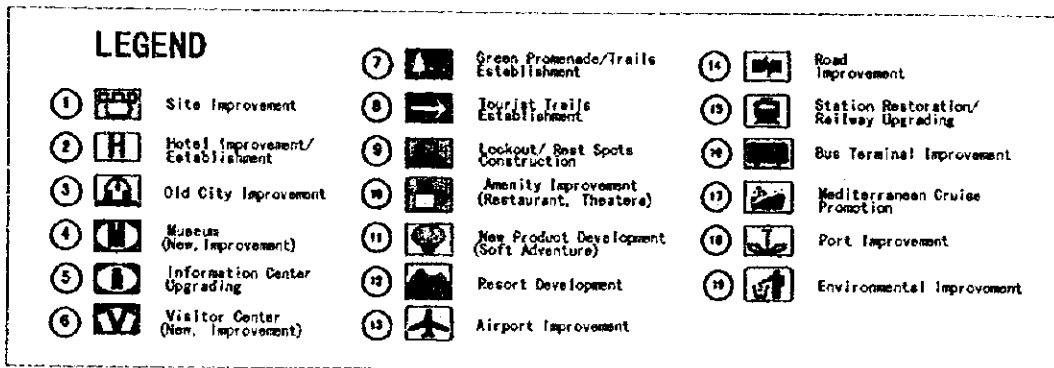 LEGEND
1 Site Improvement
2 H Hotel Improvement/
Establishment
3 Old City Improvement
4 M Museum
(New, Improvement)
5 i Information Center
Upgrading
6 V Visitor Center
(New, Improvement)
7 Green Promenade/Trails
Establishment
8 Tourist Trails
Establishment
9 Lookout/ Rest Spots
Construction
10 Amenity Improvement
(Restaurant, Theaters)
11 New Product Development
(Soft Adventure)
12 Resort Development
13 Airport Improvement
14 Road
Improvement
15 Station Restoration/
Railway Upgrading
16 Bus Terminal Improvement
17 Mediterranean Cruise
Promotion
18 Port Improvement
19 Environmental Improvement